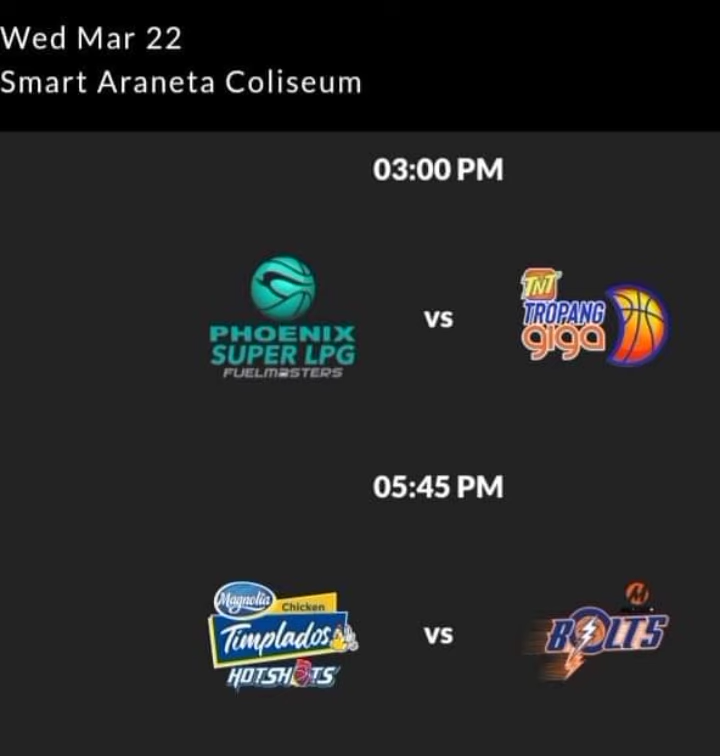 Wed Mar 22
Smart Araneta Coliseum
03:00 PM
PHOENIX
SUPER LPG
FUELMASTERS
vs
TNT
TROPANG
giga
05:45 PM
Magnolia
Chicken
Timplados
HOTSHOTS
vs
M
BOLTS